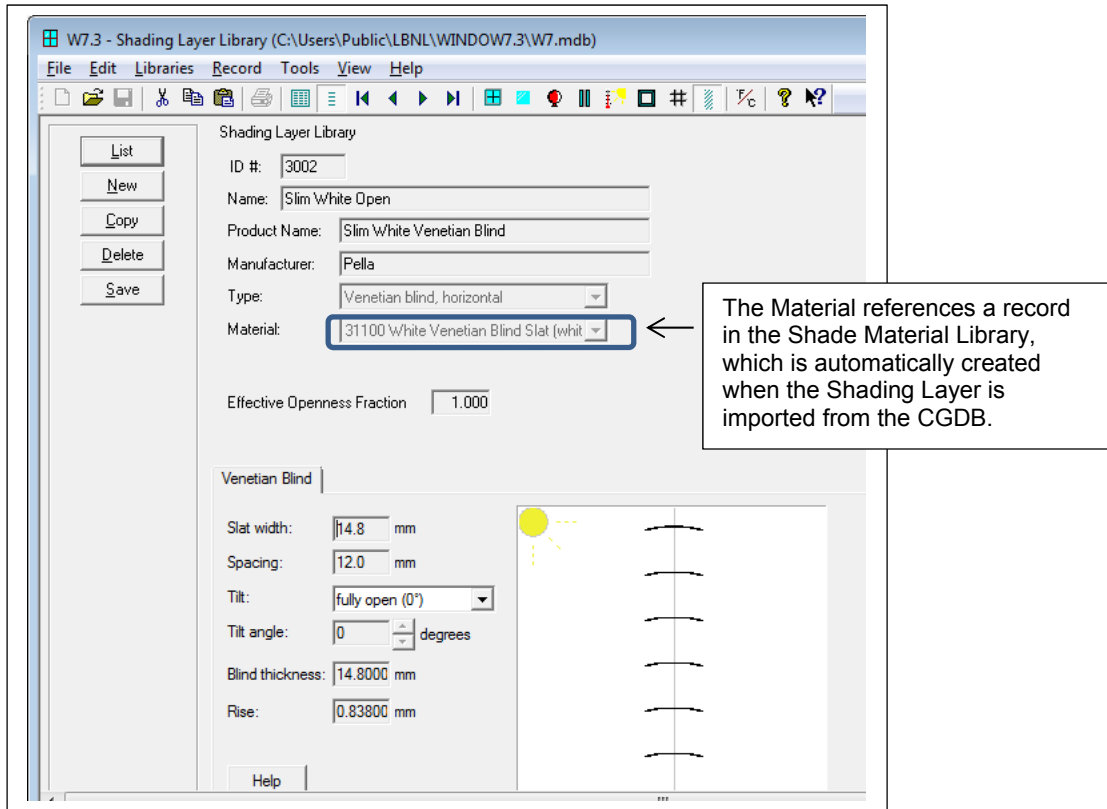 W7.3 - Shading Layer Library (C:\Users\Public\LBNL\WINDOW7.3\W7.mdb)
File Edit Libraries Record Tools View Help
List
New
Copy
Delete
Save
Shading Layer Library
ID #: 3002
Name: Slim White Open
Product Name: Slim White Venetian Blind
Manufacturer: Pella
Type: Venetian blind, horizontal
Material: 31100 White Venetian Blind Slat (whit
The Material references a record
in the Shade Material Library,
which is automatically created
when the Shading Layer is
imported from the CGDB.
Effective Openness Fraction 1.000
Venetian Blind
Slat width: 14.8 mm
Spacing: 12.0 mm
Tilt: fully open (0°)
Tilt angle: 0 degrees
Blind thickness: 14.8000 mm
Rise: 0.83800 mm
Help